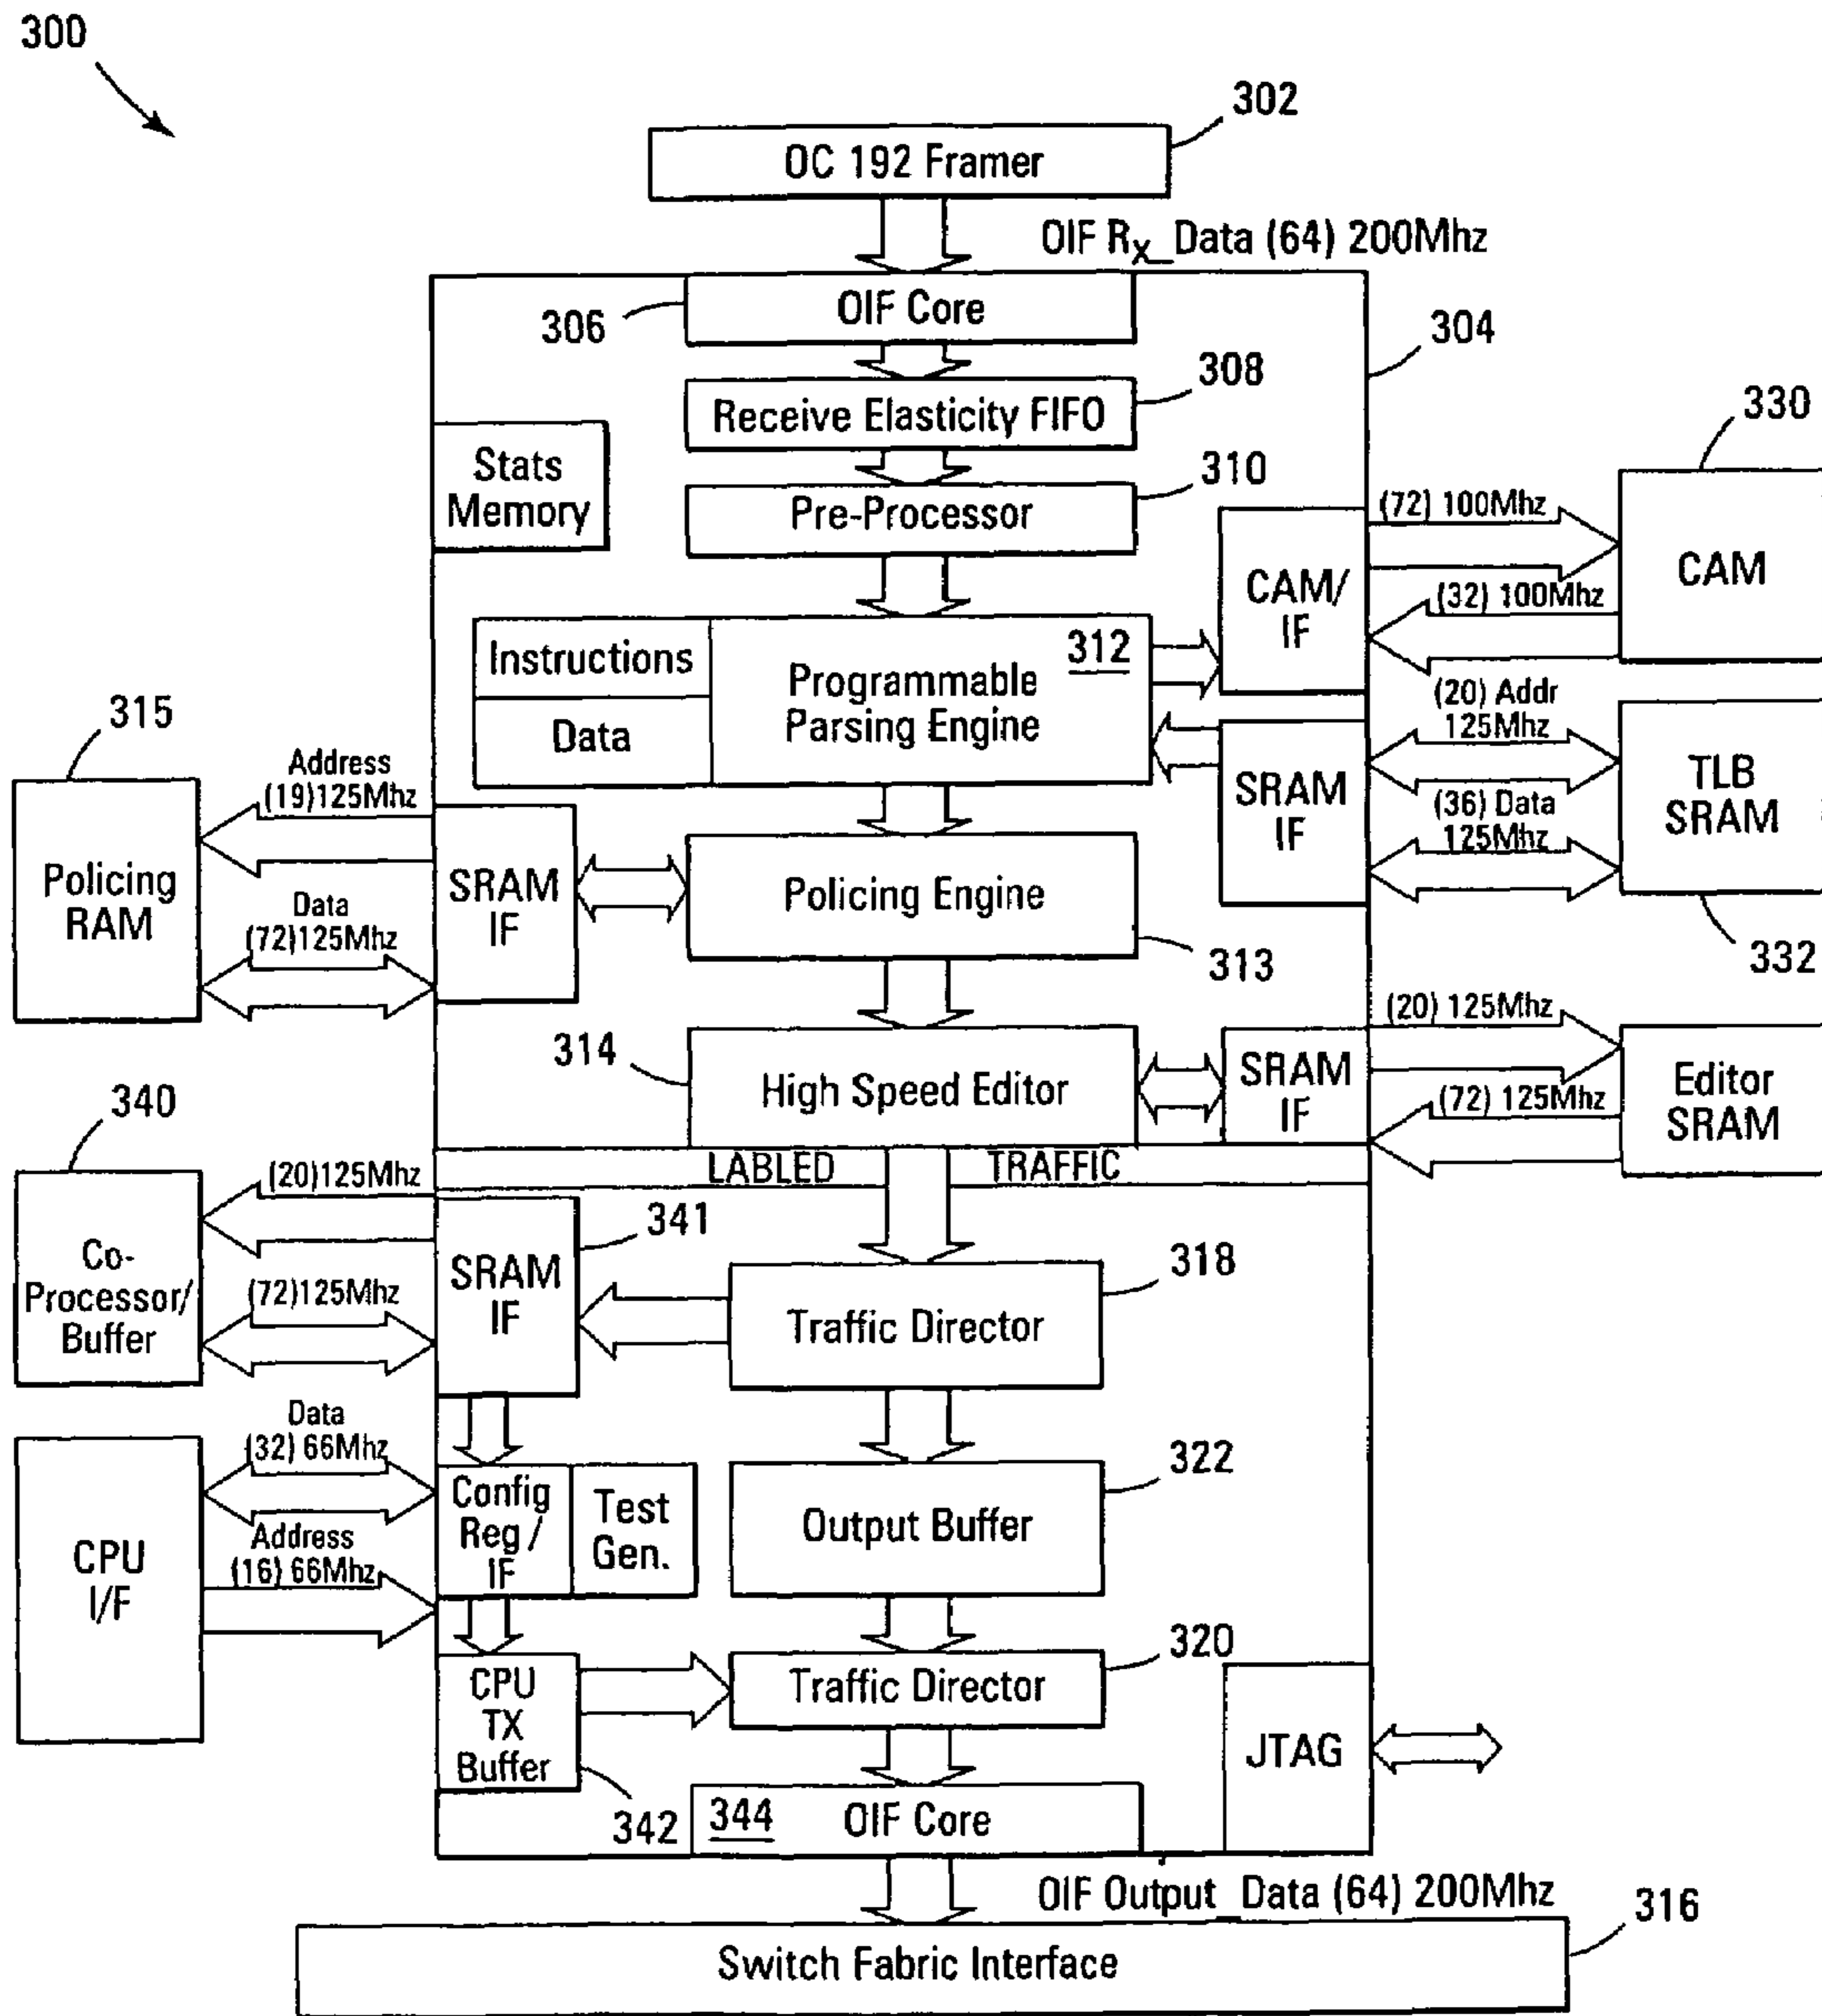 300
302
OC 192 Framer
OIF Rx_Data (64) 200Mhz
OIF Core
306
304
308
Receive Elasticity FIFO
330
Stats
Memory
310
Pre-Processor
(72) 100Mhz
CAM/
IF
CAM
(32) 100Mhz
Instructions
312
Programmable
Parsing Engine
Data
315
(20) Addr
125Mhz
SRAM
IF
TLB
SRAM
(36) Data
125Mhz
Address
(19)125Mhz
Policing
RAM
SRAM
IF
Policing Engine
Data
(72)125Mhz
313
332
(20) 125Mhz
314
High Speed Editor
SRAM
IF
Editor
SRAM
(72) 125Mhz
340
LABLED
TRAFFIC
(20)125Mhz
341
Co-
Processor/
Buffer
SRAM
IF
318
Traffic Director
(72)125Mhz
Data
(32) 66Mhz
322
Config
Reg/
IF
Test
Gen.
Output Buffer
Address
(16) 66Mhz
CPU
I/F
320
CPU
TX
Buffer
Traffic Director
JTAG
342
344
OIF Core
OIF Output_Data (64) 200Mhz
316
Switch Fabric Interface